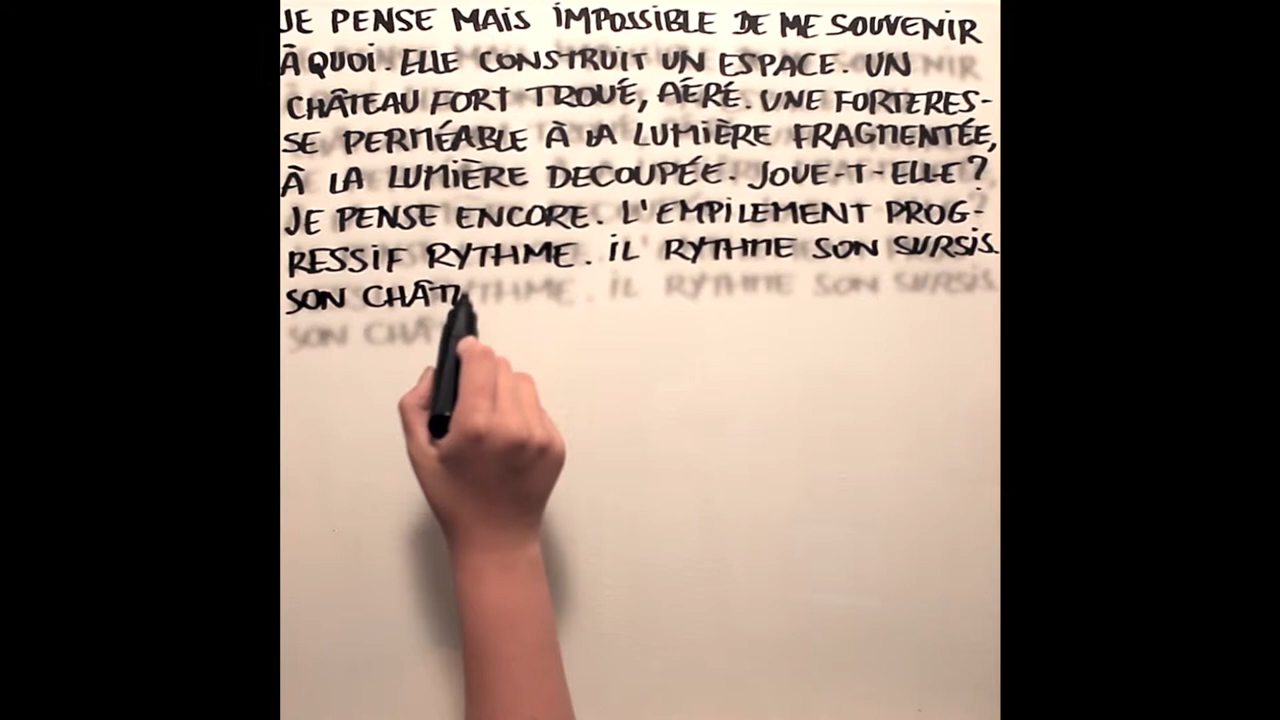 JE PENSE MAIS IMPOSSIBLE DE ME SOUVENIR
À QUOI. ELLE CONSTRUIT UN ESPACE. UN
CHÂTEAU FORT TROUÉ, AÉRÉ. UNE FORTERES-
SE PERMÉABLE À LA LUMIÈRE FRAGMENTÉE,
À LA LUMIÈRE DECOUPÉE. JOUE-T-ELLE?
JE PENSE ENCORE. L'EMPILEMENT PROG-
RESSIF RYTHME. IL RYTHME SON SURSIS.
SON